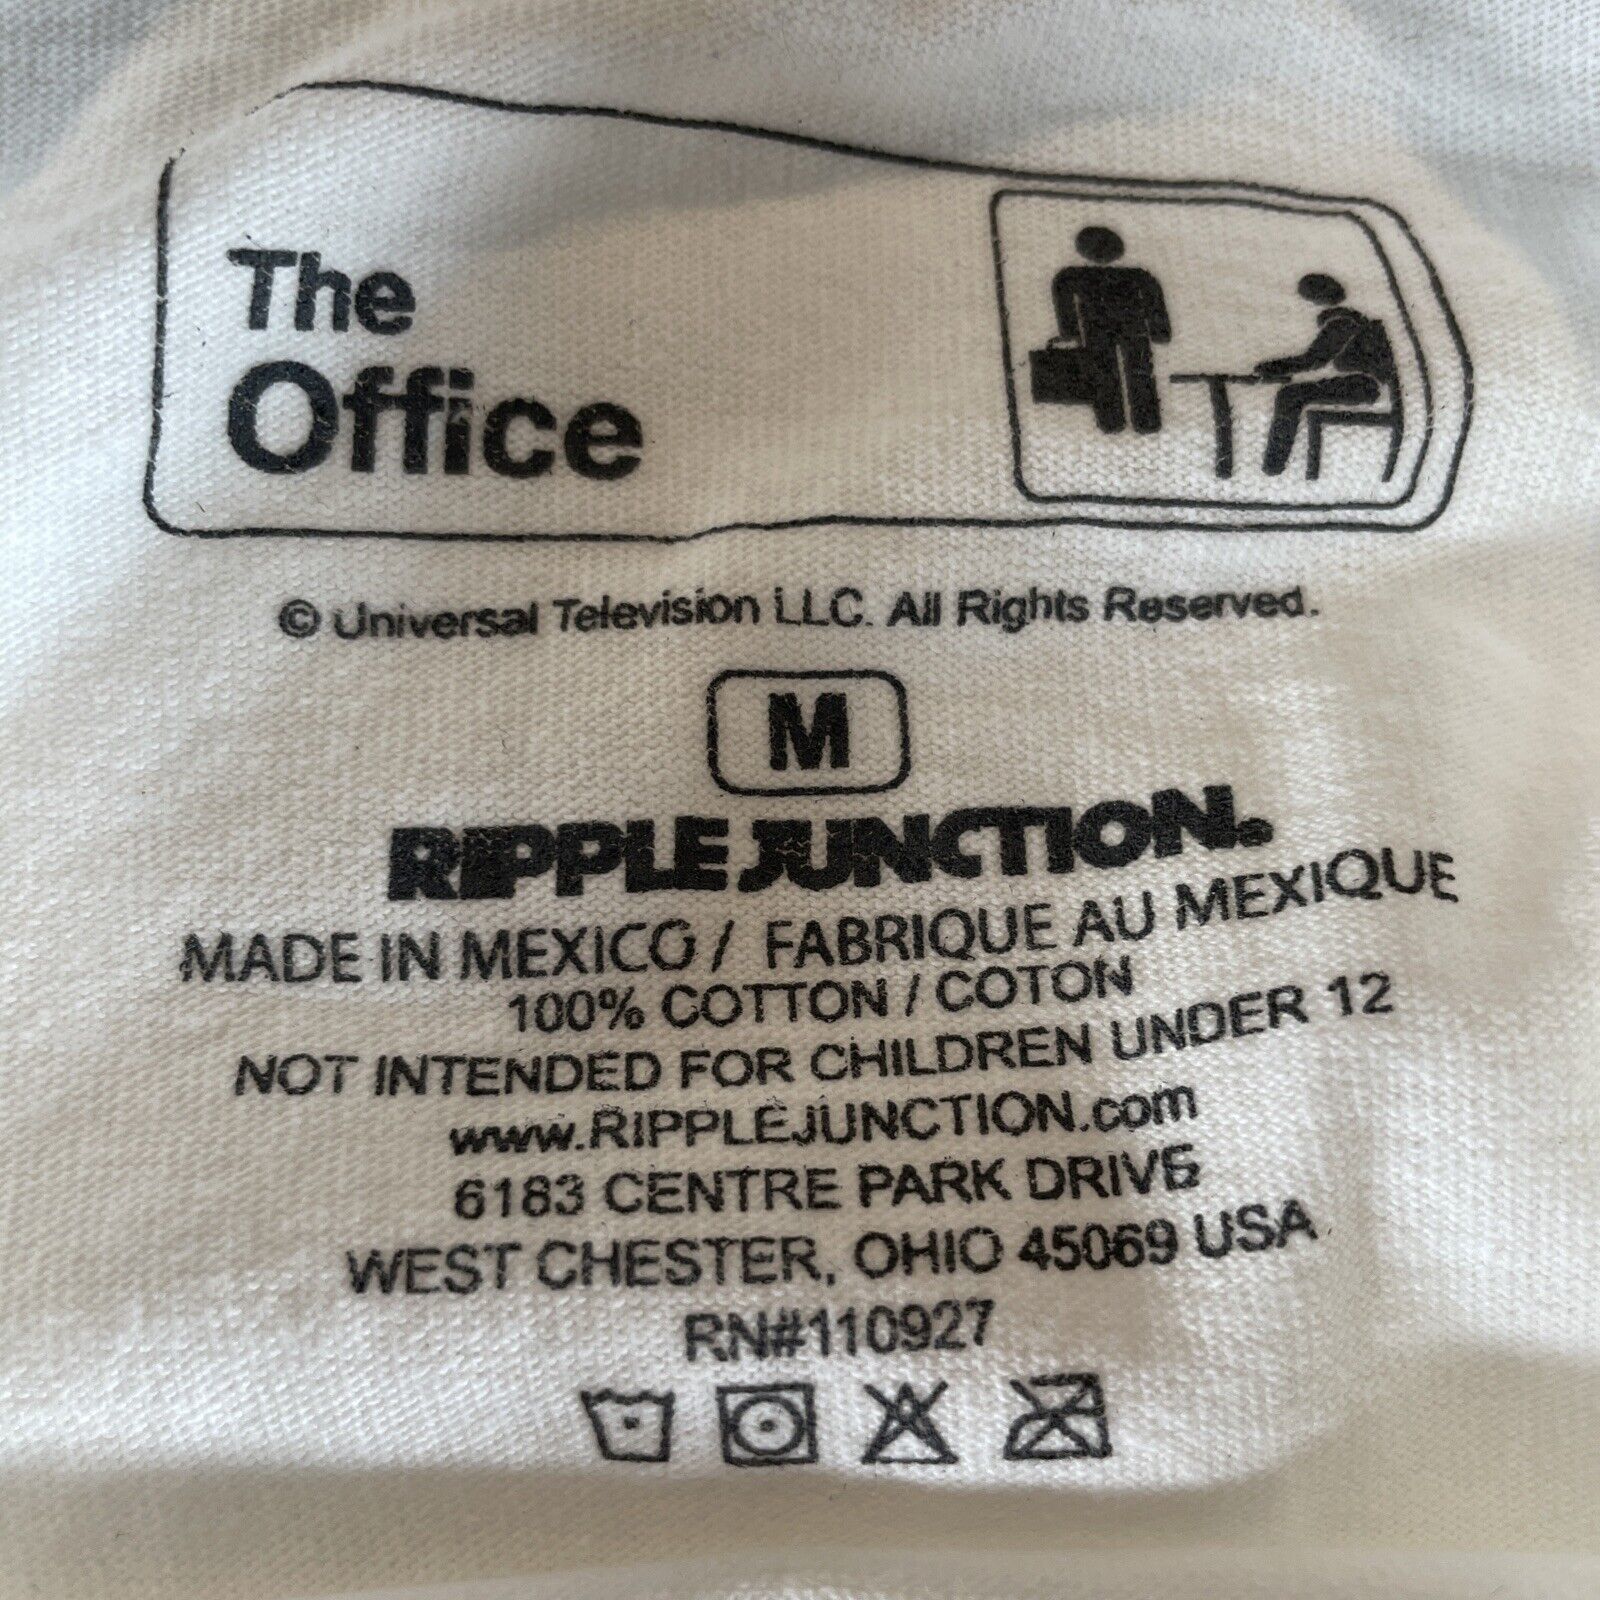 The
Office
© Universal Television LLC. All Rights Reserved.
M
RIPPLE JUNCTION.
MADE IN MEXICO / FABRIQUE AU MEXIQUE
100% COTTON / COTON
NOT INTENDED FOR CHILDREN UNDER 12
www.RIPPLEJUNCTION.com
6183 CENTRE PARK DRIVE
WEST CHESTER, OHIO 45069 USA
RN#110927